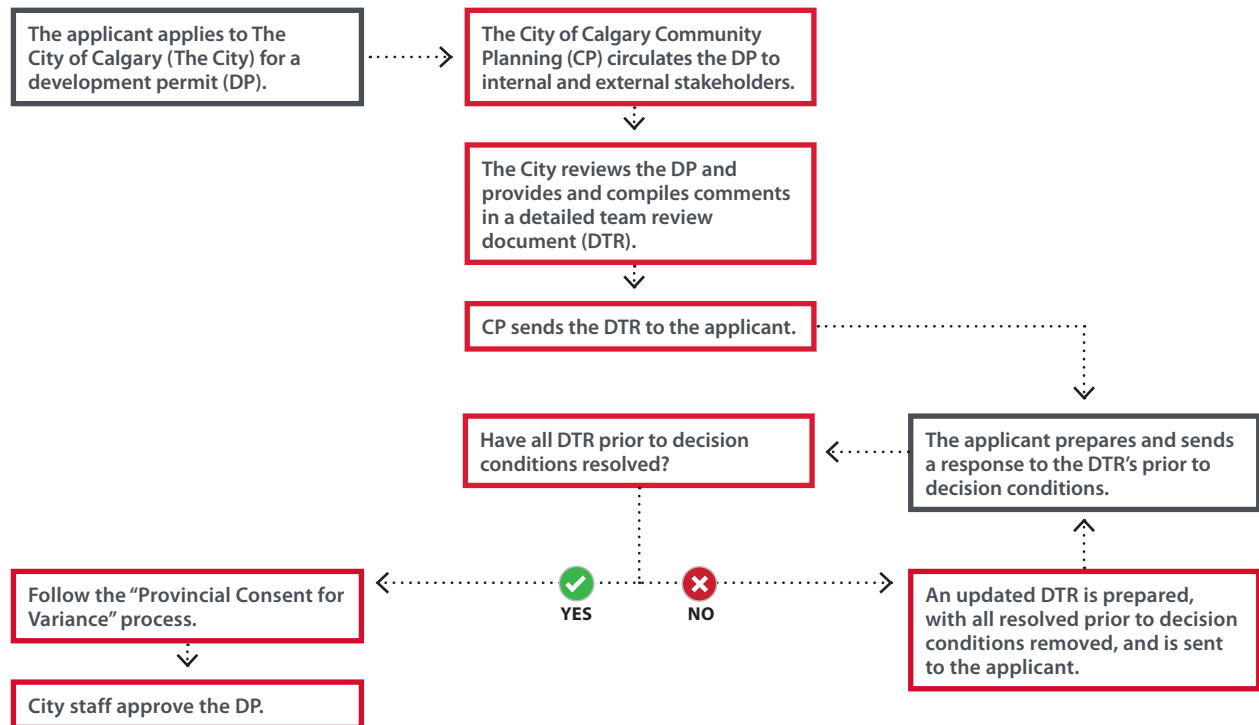 The applicant applies to The
City of Calgary (The City) for a
development permit (DP).
The City of Calgary Community
Planning (CP) circulates the DP to
internal and external stakeholders.
The City reviews the DP and
provides and compiles comments
in a detailed team review
document (DTR).
CP sends the DTR to the applicant.
Have all DTR prior to decision
conditions resolved?
The applicant prepares and sends
a response to the DTR’s prior to
decision conditions.
YES
NO
An updated DTR is prepared,
with all resolved prior to decision
conditions removed, and is sent
to the applicant.
Follow the “Provincial Consent for
Variance” process.
City staff approve the DP.